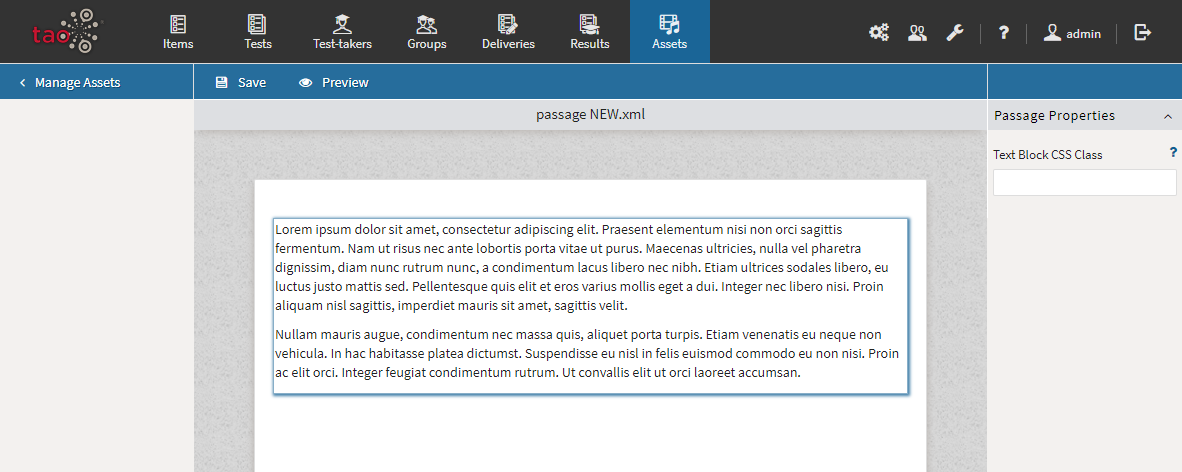 tao
Items
Tests
Test-takers
Groups
Deliveries
Results
Assets
?
admin
Manage Assets
Save
Preview
passage NEW.xml
Passage Properties
Text Block CSS Class
?
Lorem ipsum dolor sit amet, consectetur adipiscing elit. Praesent elementum nisi non orci sagittis
fermentum. Nam ut risus nec ante lobortis porta vitae ut purus. Maecenas ultricies, nulla vel pharetra
dignissim, diam nunc rutrum nunc, a condimentum lacus libero nec nibh. Etiam ultrices sodales libero, eu
luctus justo mattis sed. Pellentesque quis elit et eros varius mollis eget a dui. Integer nec libero nisi. Proin
aliquam nisl sagittis, imperdiet mauris sit amet, sagittis velit.
Nullam mauris augue, condimentum nec massa quis, aliquet porta turpis. Etiam venenatis eu neque non
vehicula. In hac habitasse platea dictumst. Suspendisse eu nisl in felis euismod commodo eu non nisi. Proin
ac elit orci. Integer feugiat condimentum rutrum. Ut convallis elit ut orci laoreet accumsan.